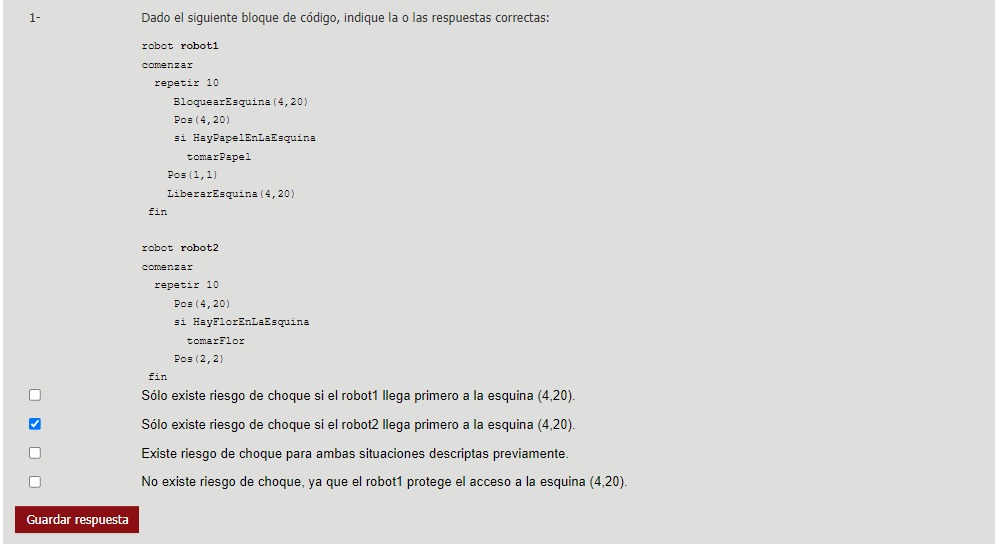 1- Dado el siguiente bloque de código, indique la o las respuestas correctas:
robot robot1
comenzar
repetir 10
BloquearEsquina(4,20)
Pos(4,20)
si HayPapelEnLaEsquina
tomarPapel
Pos(1,1)
LiberarEsquina(4,20)
fin
robot robot2
comenzar
repetir 10
Pos(4,20)
si HayFlorEnLaEsquina
tomarFlor
Pos(2,2)
fin
Sólo existe riesgo de choque si el robot1 llega primero a la esquina (4,20).
Sólo existe riesgo de choque si el robot2 llega primero a la esquina (4,20).
Existe riesgo de choque para ambas situaciones descriptas previamente.
No existe riesgo de choque, ya que el robot1 protege el acceso a la esquina (4,20).
Guardar respuesta